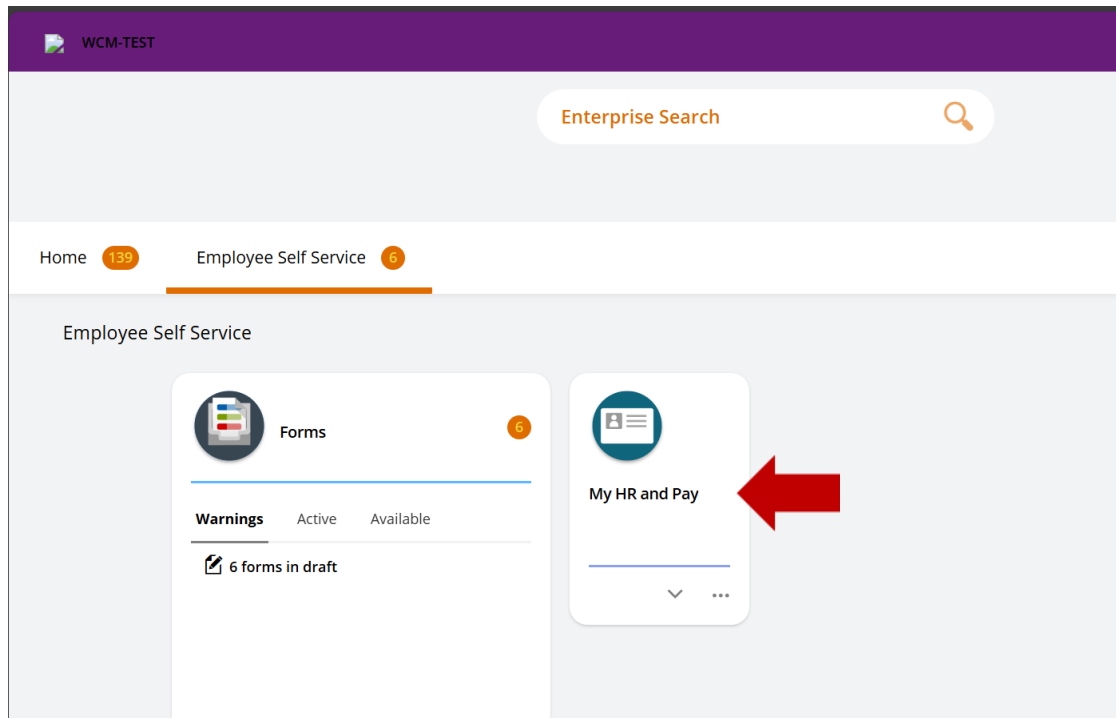 WCM-TEST
Enterprise Search
Home 139 Employee Self Service 6
Employee Self Service
Forms 6
Warnings Active Available
6 forms in draft
My HR and Pay